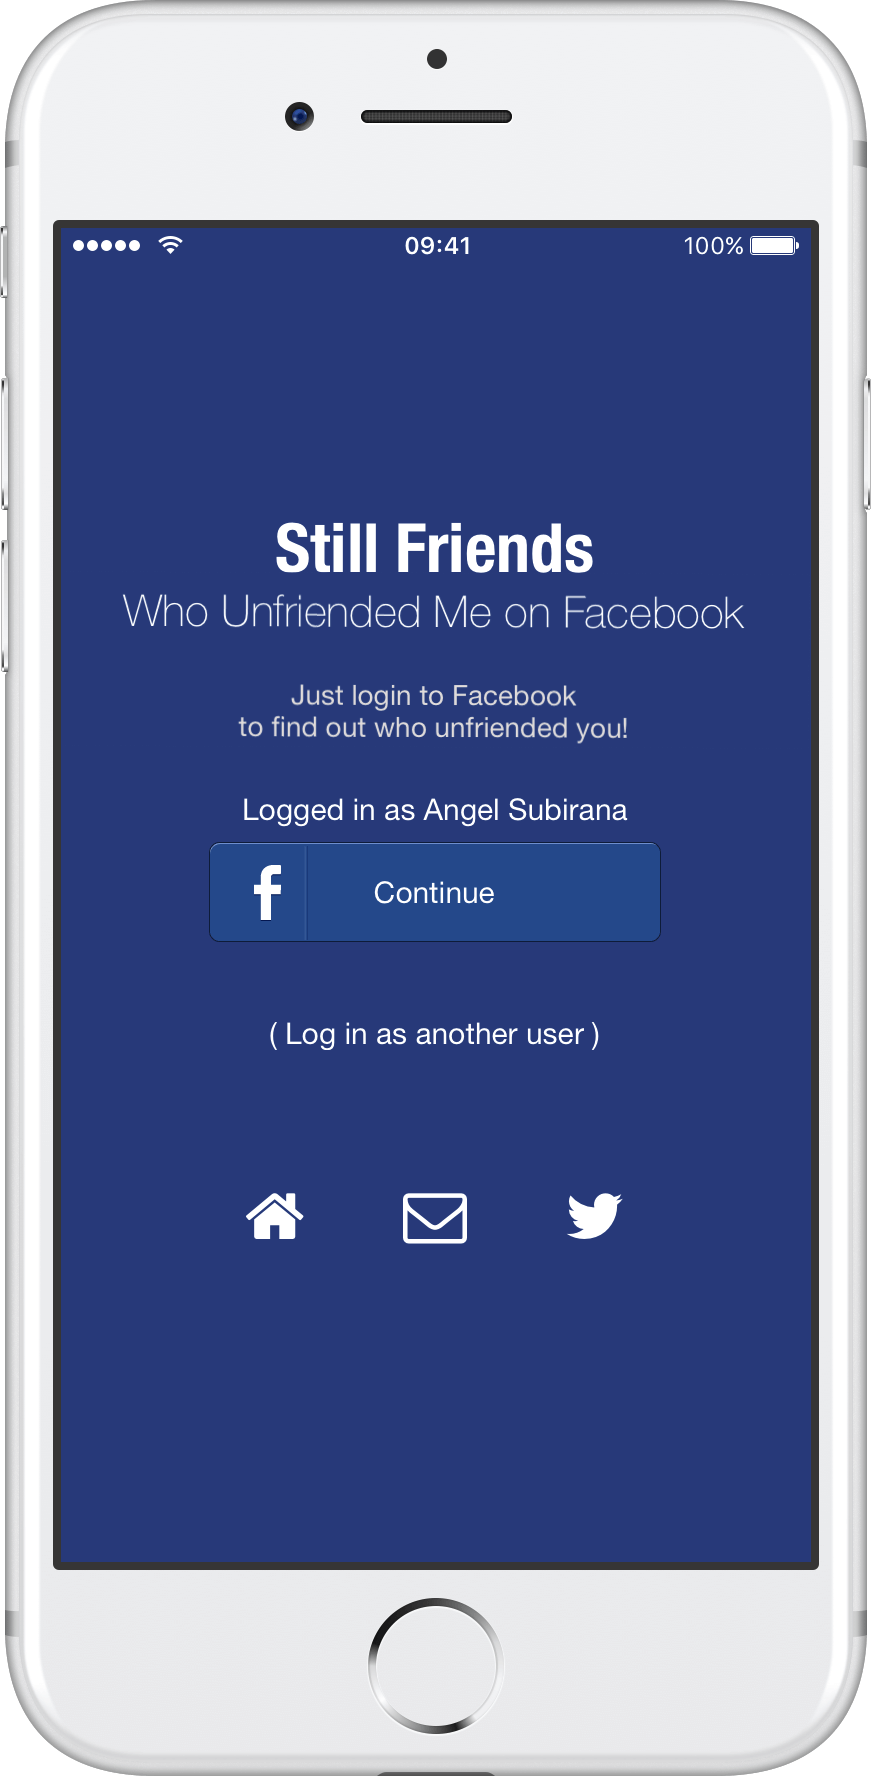 09:41
100%
Still Friends
Who Unfriended Me on Facebook
Just login to Facebook
to find out who unfriended you!
Logged in as Angel Subirana
f
Continue
( Log in as another user )